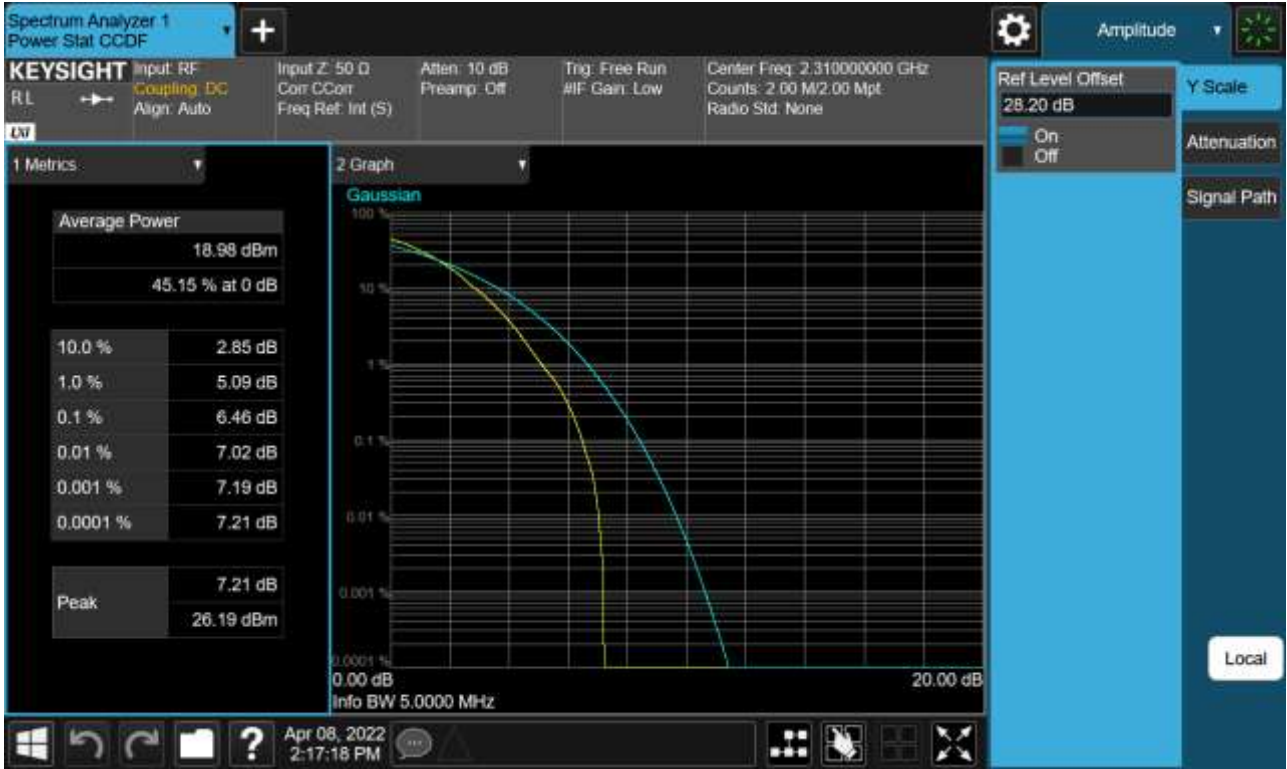 Spectrum Analyzer 1
Power Stat CCDF
+
Amplitude
KEYSIGHT
RL
LXI
Input: RF
Coupling: DC
Align: Auto
Input Z: 50 Ω
Corr CCorr
Freq Ref: Int (S)
Atten: 10 dB
Preamp: Off
Trig: Free Run
#IF Gain: Low
Center Freq: 2.310000000 GHz
Counts: 2.00 M/2.00 Mpt
Radio Std: None
Ref Level Offset
28.20 dB
On
Off
Y Scale
Attenuation
Signal Path
1 Metrics
Average Power
18.98 dBm
45.15 % at 0 dB
10.0 % 2.85 dB
1.0 % 5.09 dB
0.1 % 6.46 dB
0.01 % 7.02 dB
0.001 % 7.19 dB
0.0001 % 7.21 dB
Peak
7.21 dB
26.19 dBm
2 Graph
Gaussian
100 %
10 %
1 %
0.1 %
0.01 %
0.001 %
0.0001 %
0.00 dB 20.00 dB
Info BW 5.0000 MHz
Local
?
Apr 08, 2022
2:17:18 PM